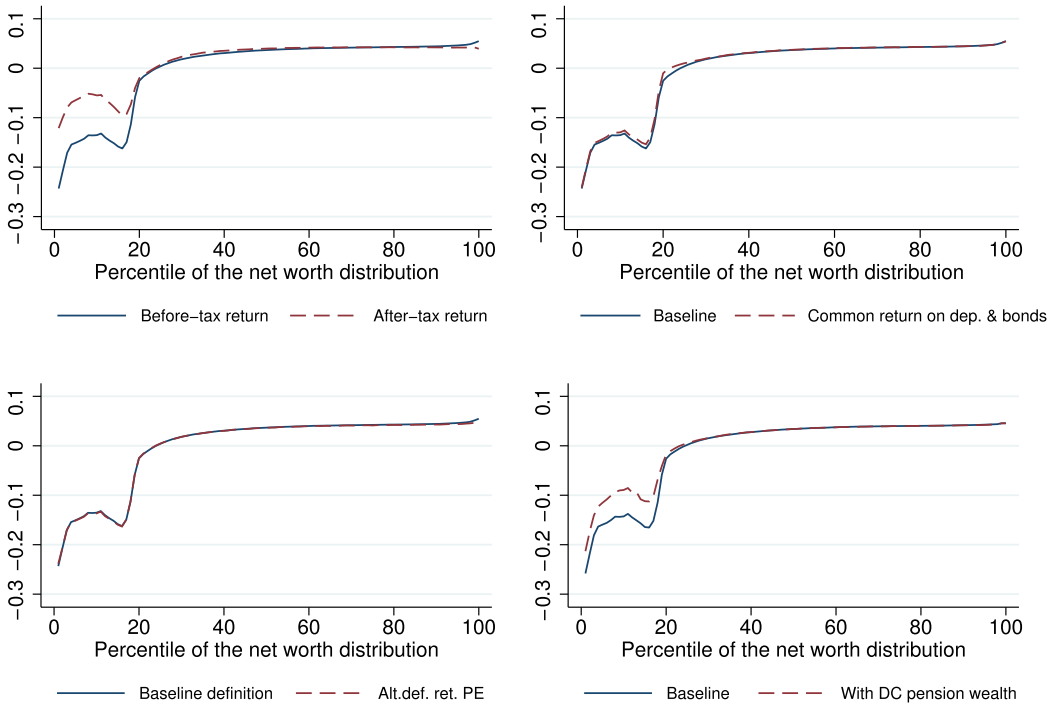 0.1
0
−0.1
−0.2
−0.3
0 20 40 60 80 100
Percentile of the net worth distribution
Before−tax return After−tax return
0.1
0
−0.1
−0.2
−0.3
0 20 40 60 80 100
Percentile of the net worth distribution
Baseline Common return on dep. & bonds
0.1
0
−0.1
−0.2
−0.3
0 20 40 60 80 100
Percentile of the net worth distribution
Baseline definition Alt.def. ret. PE
0.1
0
−0.1
−0.2
−0.3
0 20 40 60 80 100
Percentile of the net worth distribution
Baseline With DC pension wealth